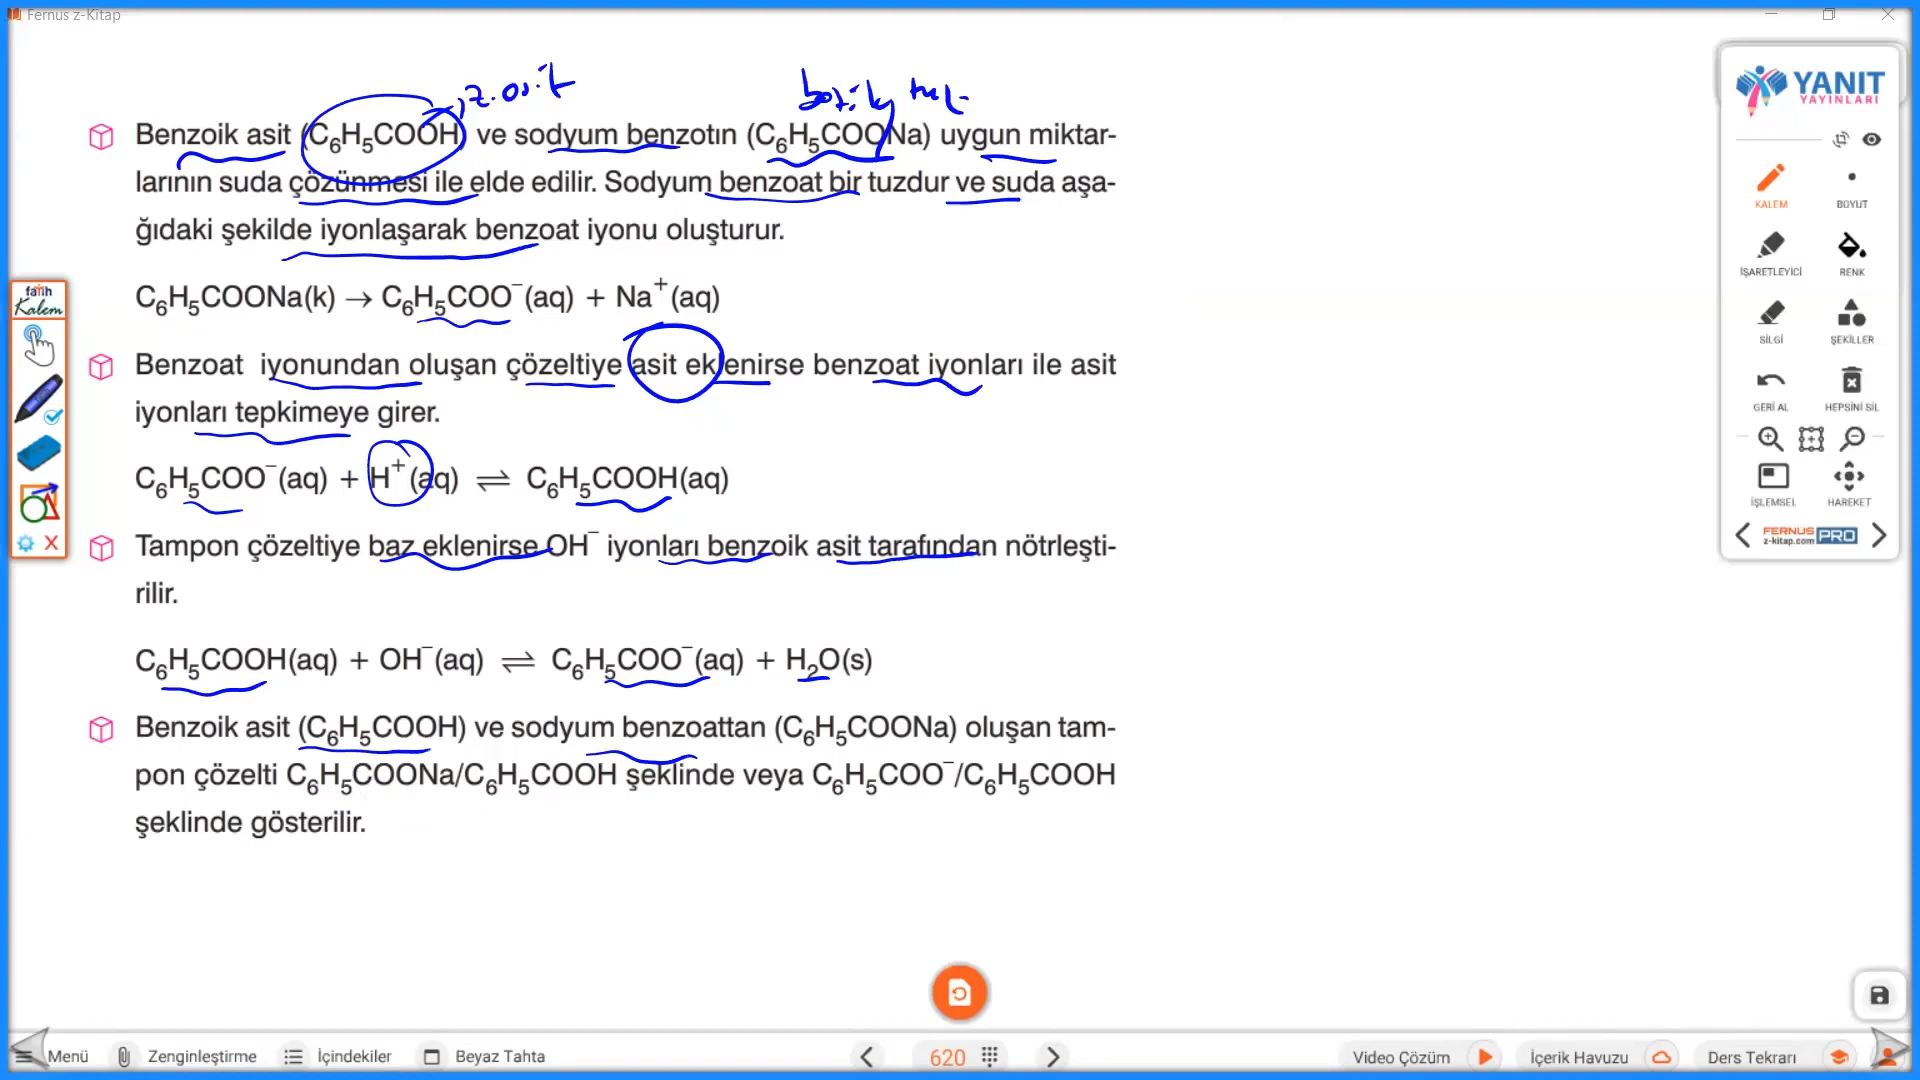 Fernus z-Kitap
z.asit
bazik tuz
Benzoik asit (C₆H₅COOH) ve sodyum benzotın (C₆H₅COONa) uygun miktar-
larının suda çözünmesi ile elde edilir. Sodyum benzoat bir tuzdur ve suda aşa-
ğıdaki şekilde iyonlaşarak benzoat iyonu oluşturur.
C₆H₅COONa(k) → C₆H₅COO⁻(aq) + Na⁺(aq)
Benzoat iyonundan oluşan çözeltiye asit eklenirse benzoat iyonları ile asit
iyonları tepkimeye girer.
C₆H₅COO⁻(aq) + H⁺(aq) ⇌ C₆H₅COOH(aq)
Tampon çözeltiye baz eklenirse OH⁻ iyonları benzoik asit tarafından nötrleşti-
rilir.
C₆H₅COOH(aq) + OH⁻(aq) ⇌ C₆H₅COO⁻(aq) + H₂O(s)
Benzoik asit (C₆H₅COOH) ve sodyum benzoattan (C₆H₅COONa) oluşan tam-
pon çözelti C₆H₅COONa/C₆H₅COOH şeklinde veya C₆H₅COO⁻/C₆H₅COOH
şeklinde gösterilir.
fatih
Kalem
YANIT
YAYINLARI
KALEM BOYUT
İŞARETLEYİCİ RENK
SİLGİ ŞEKİLLER
GERİ AL HEPSİNİ SİL
İŞLEMSEL HAREKET
FERNUS
z-kitap.com PRO
Menü Zenginleştirme İçindekiler Beyaz Tahta 620 Video Çözüm İçerik Havuzu Ders Tekrarı